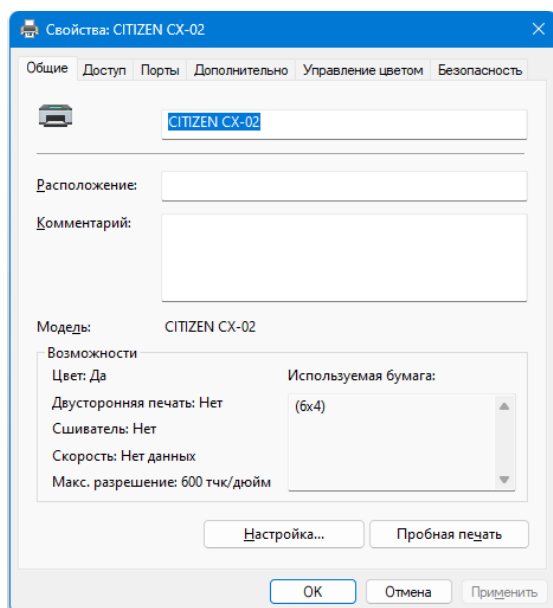 Свойства: CITIZEN CX-02
Общие Доступ Порты Дополнительно Управление цветом Безопасность
CITIZEN CX-02
Расположение:
Комментарий:
Модель: CITIZEN CX-02
Возможности
Цвет: Да Используемая бумага:
Двусторонняя печать: Нет (6x4)
Сшиватель: Нет
Скорость: Нет данных
Макс. разрешение: 600 тчк/дюйм
Настройка... Пробная печать
OK Отмена Применить